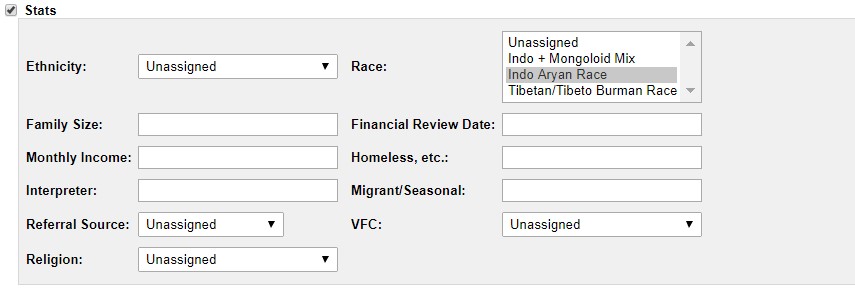 Stats
Ethnicity: Unassigned Race: Unassigned
Indo + Mongoloid Mix
Indo Aryan Race
Tibetan/Tibeto Burman Race
Family Size: Financial Review Date:
Monthly Income: Homeless, etc.:
Interpreter: Migrant/Seasonal:
Referral Source: Unassigned VFC: Unassigned
Religion: Unassigned